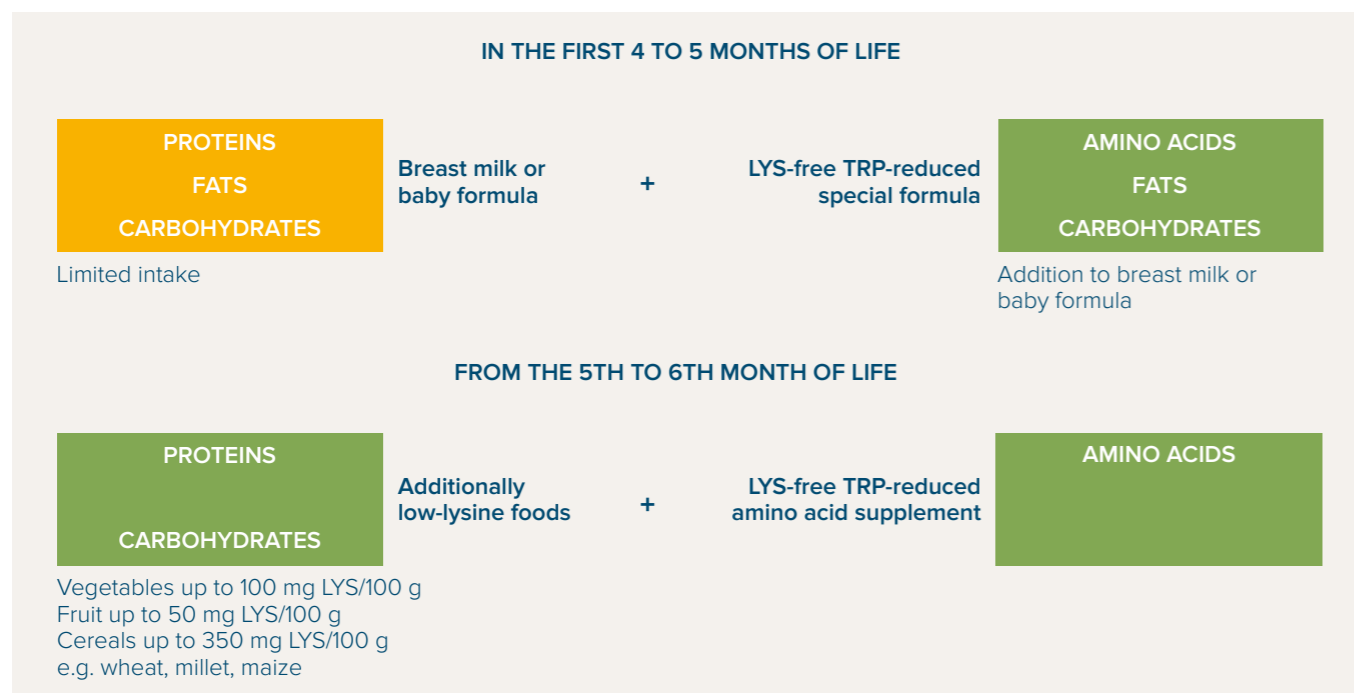 IN THE FIRST 4 TO 5 MONTHS OF LIFE
PROTEINS
FATS
CARBOHYDRATES
Limited intake
Breast milk or
baby formula
+
LYS-free TRP-reduced
special formula
AMINO ACIDS
FATS
CARBOHYDRATES
Addition to breast milk or
baby formula
FROM THE 5TH TO 6TH MONTH OF LIFE
PROTEINS
CARBOHYDRATES
Vegetables up to 100 mg LYS/100 g
Fruit up to 50 mg LYS/100 g
Cereals up to 350 mg LYS/100 g
e.g. wheat, millet, maize
Additionally
low-lysine foods
+
LYS-free TRP-reduced
amino acid supplement
AMINO ACIDS